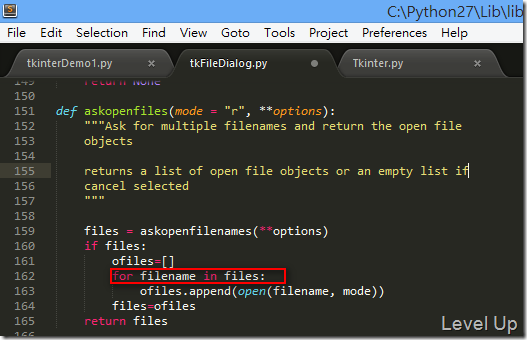 C:\Python27\Lib\lib
File Edit Selection Find View Goto Tools Project Preferences Help
tkinterDemo1.py × tkFileDialog.py Tkinter.py ×
149 return None
150
151 def askopenfiles(mode = "r", **options):
152 """Ask for multiple filenames and return the open file
153 objects
154
155 returns a list of open file objects or an empty list if
156 cancel selected
157 """
158
159 files = askopenfilenames(**options)
160 if files:
161 ofiles=[]
162 for filename in files:
163 ofiles.append(open(filename, mode))
164 files=ofiles
165 return files
Level Up